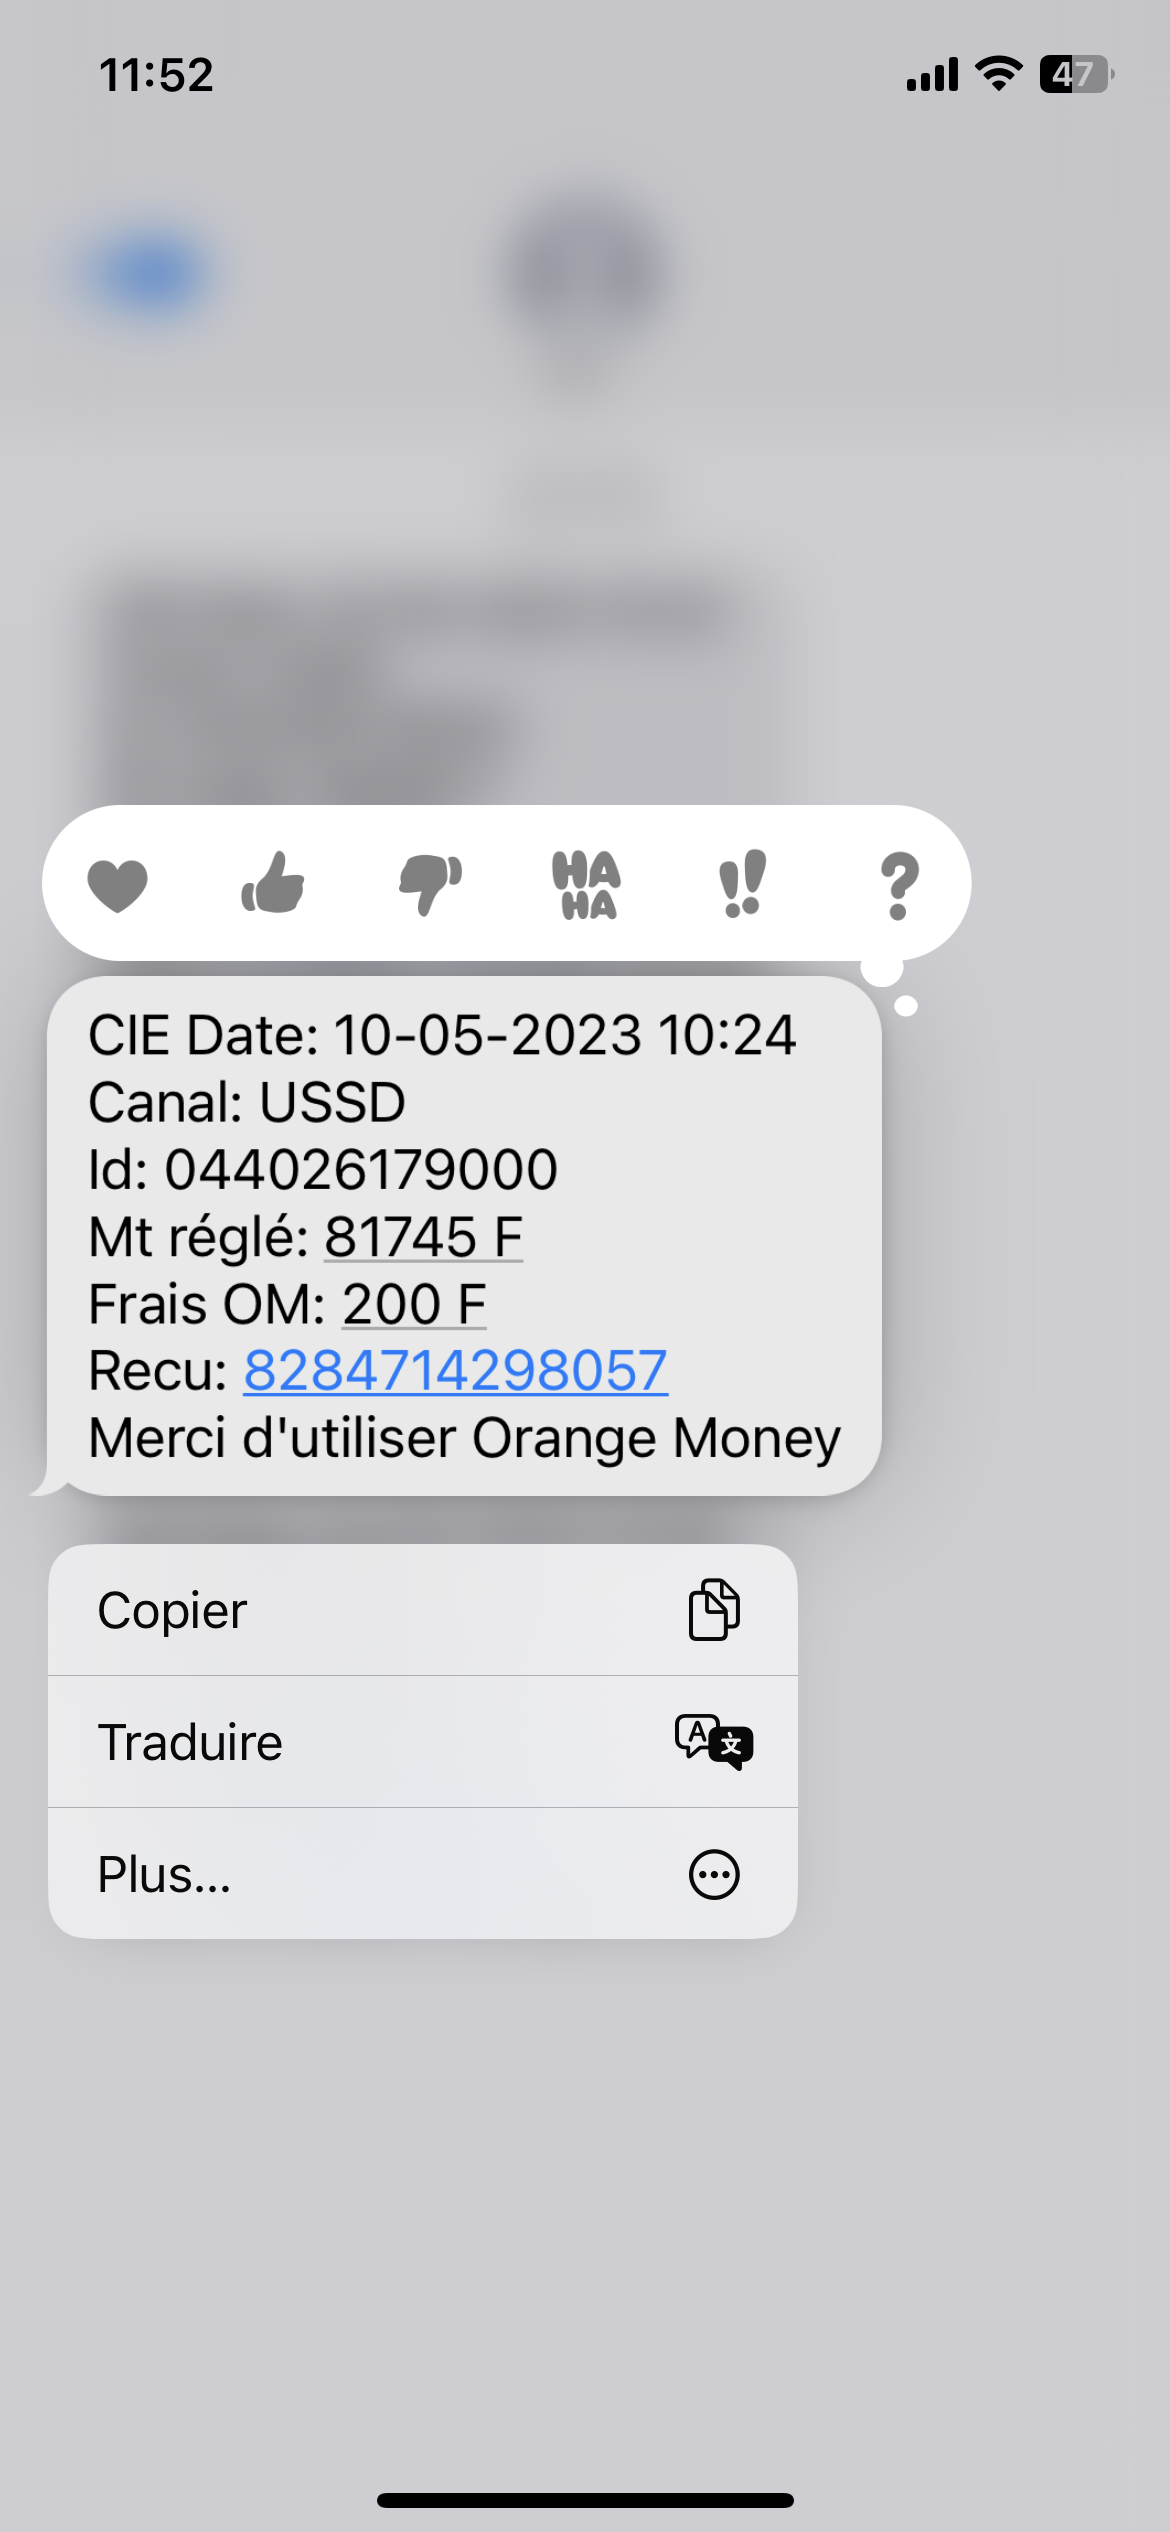 11:52
47
HA
HA
!!
?
CIE Date: 10-05-2023 10:24
Canal: USSD
Id: 044026179000
Mt réglé: 81745 F
Frais OM: 200 F
Recu: 8284714298057
Merci d'utiliser Orange Money
Copier
A 文
Traduire
Plus...